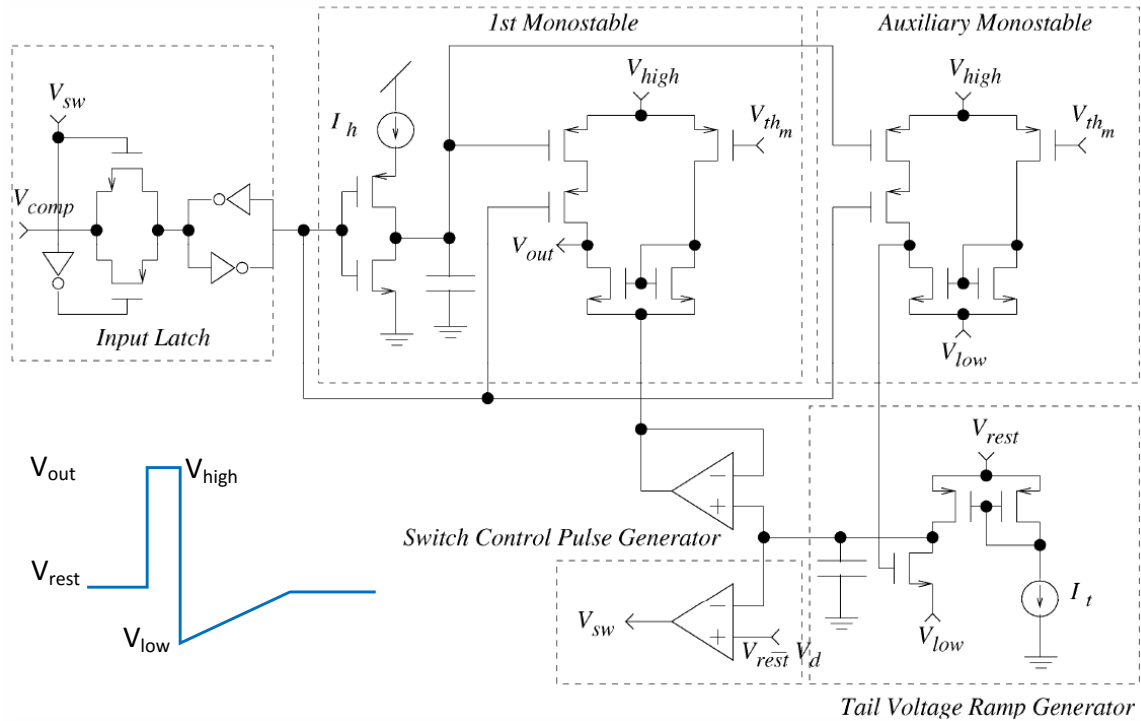 1st Monostable
Auxiliary Monostable
V_sw
V_comp
Input Latch
I_h
V_high
V_th_m
V_out
V_high
V_th_m
V_low
V_out
V_high
V_rest
V_low
Switch Control Pulse Generator
V_sw
V_rest - V_d
V_rest
V_low
I_t
Tail Voltage Ramp Generator
- 
+
-
+